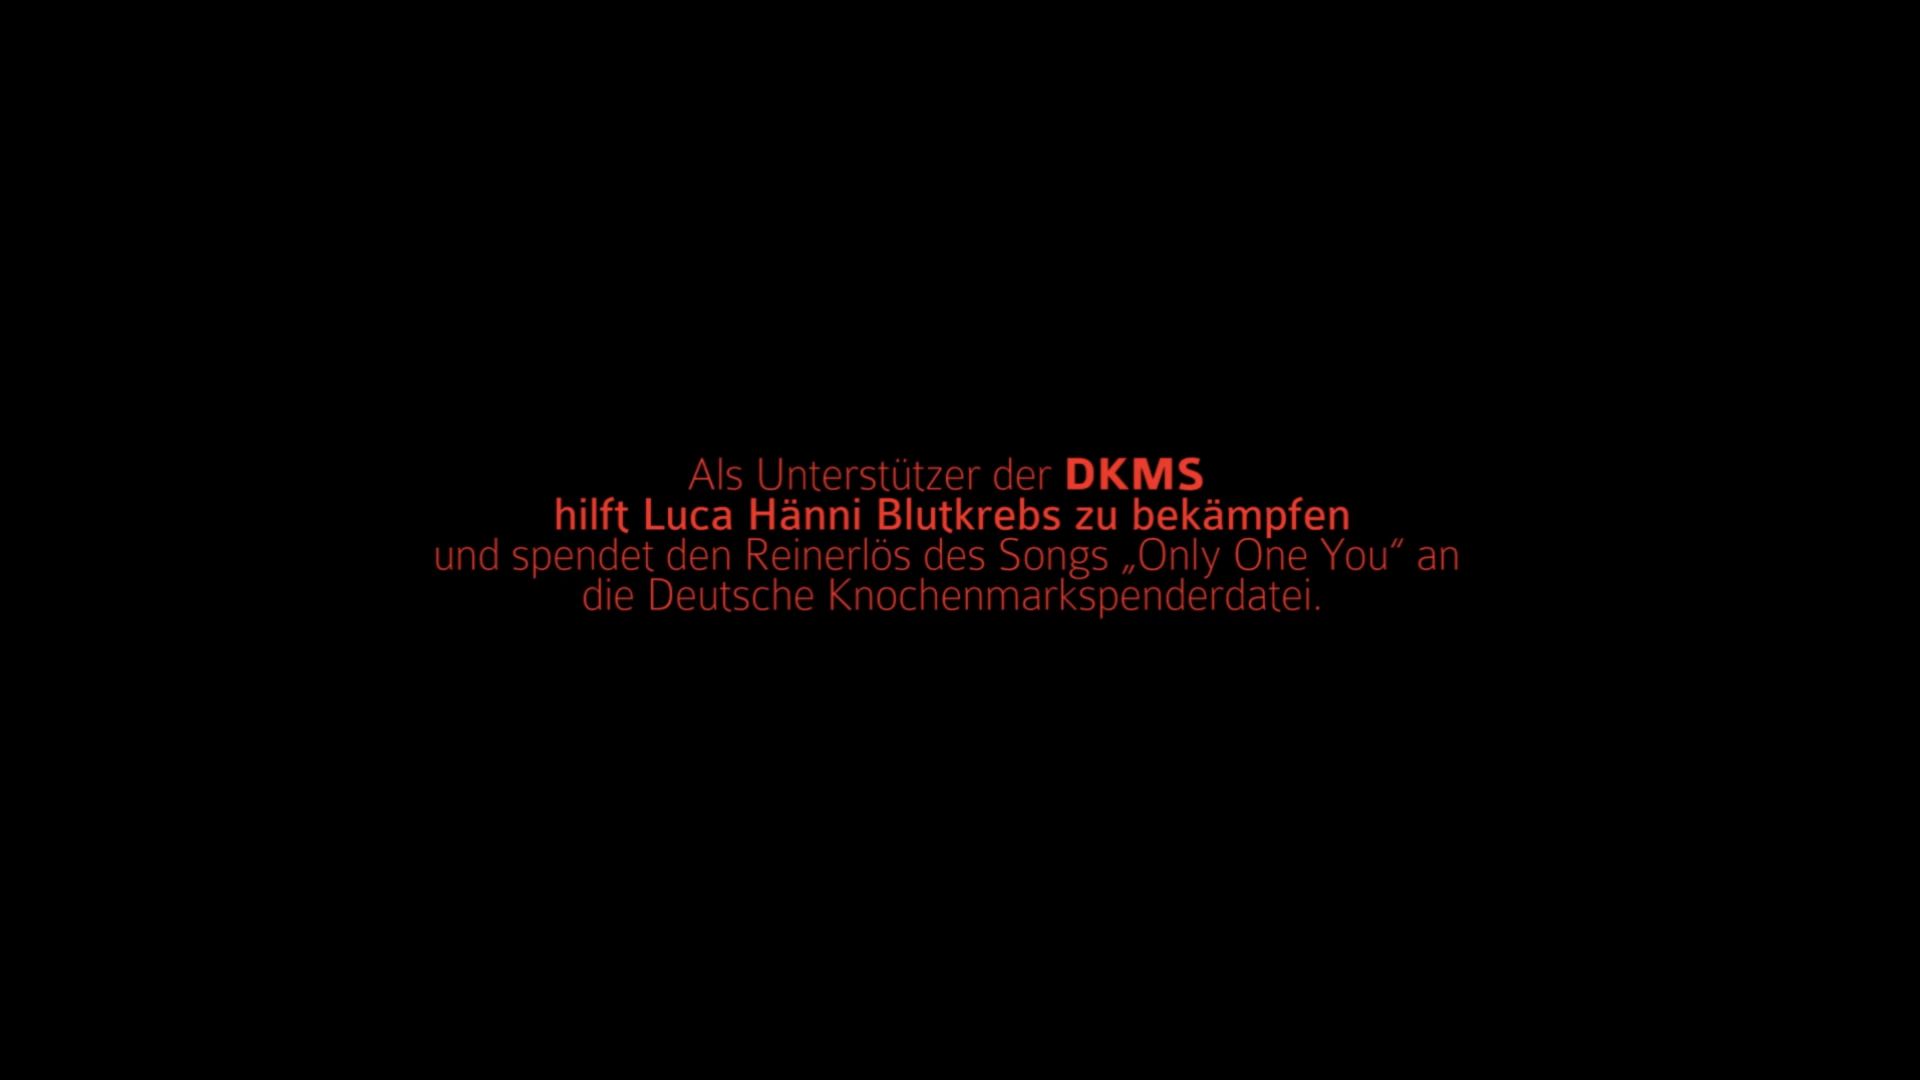 Als Unterstützer der DKMS
hilft Luca Hänni Blutkrebs zu bekämpfen
und spendet den Reinerlös des Songs „Only One You“ an
die Deutsche Knochenmarkspenderdatei.